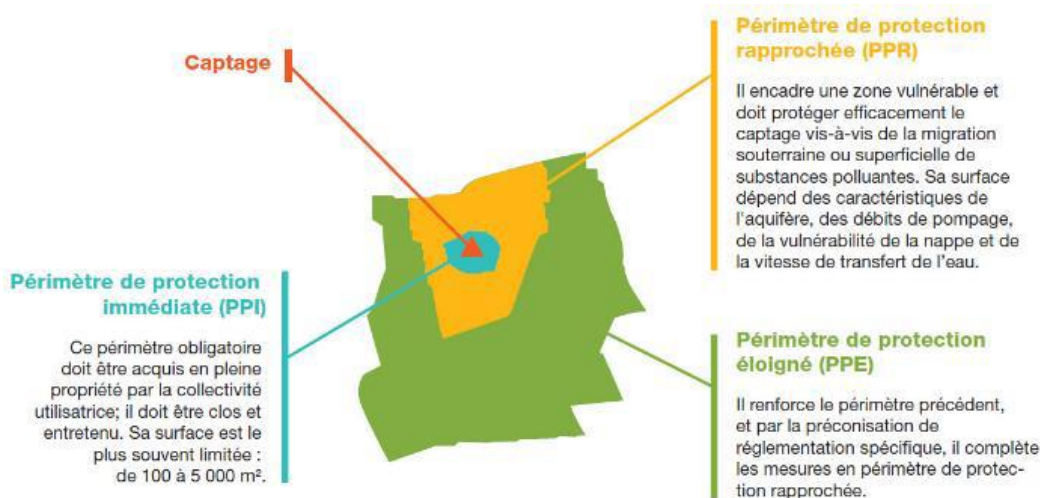 Captage
Périmètre de protection
immédiate (PPI)
Ce périmètre obligatoire
doit être acquis en pleine
propriété par la collectivité
utilisatrice; il doit être clos et
entretenu. Sa surface est le
plus souvent limitée :
de 100 à 5 000 m².
Périmètre de protection
rapprochée (PPR)
Il encadre une zone vulnérable et
doit protéger efficacement le
captage vis-à-vis de la migration
souterraine ou superficielle de
substances polluantes. Sa surface
dépend des caractéristiques de
l'aquifère, des débits de pompage,
de la vulnérabilité de la nappe et de
la vitesse de transfert de l'eau.
Périmètre de protection
éloigné (PPE)
Il renforce le périmètre précédent,
et par la préconisation de
réglementation spécifique, il complète
les mesures en périmètre de protec-
tion rapprochée.